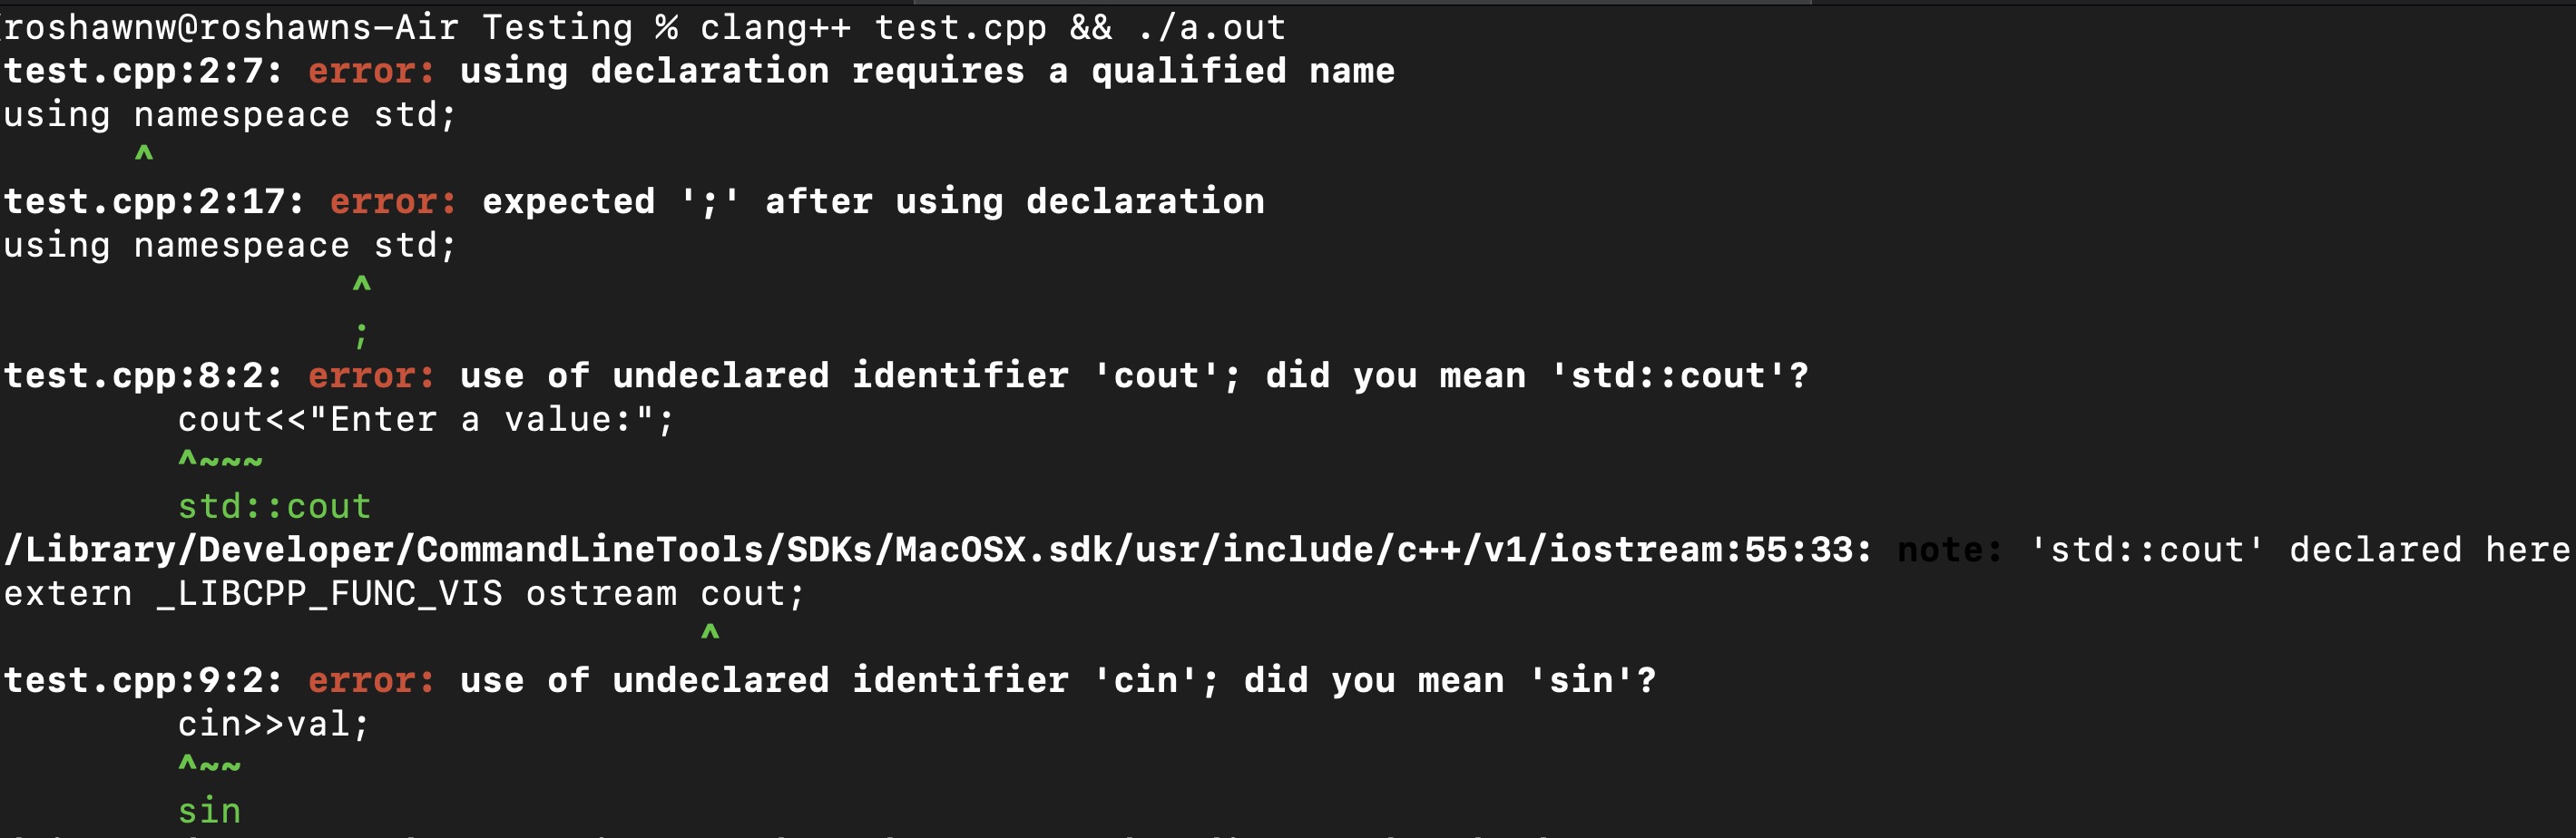 roshawnw@roshawns-Air Testing % clang++ test.cpp && ./a.out
test.cpp:2:7: error: using declaration requires a qualified name
using namespeace std;
      ^
test.cpp:2:17: error: expected ';' after using declaration
using namespeace std;
                ^
                ;
test.cpp:8:2: error: use of undeclared identifier 'cout'; did you mean 'std::cout'?
        cout<<"Enter a value:";
        ^~~~
        std::cout
/Library/Developer/CommandLineTools/SDKs/MacOSX.sdk/usr/include/c++/v1/iostream:55:33: note: 'std::cout' declared here
extern _LIBCPP_FUNC_VIS ostream cout;
                                ^
test.cpp:9:2: error: use of undeclared identifier 'cin'; did you mean 'sin'?
        cin>>val;
        ^~~
        sin